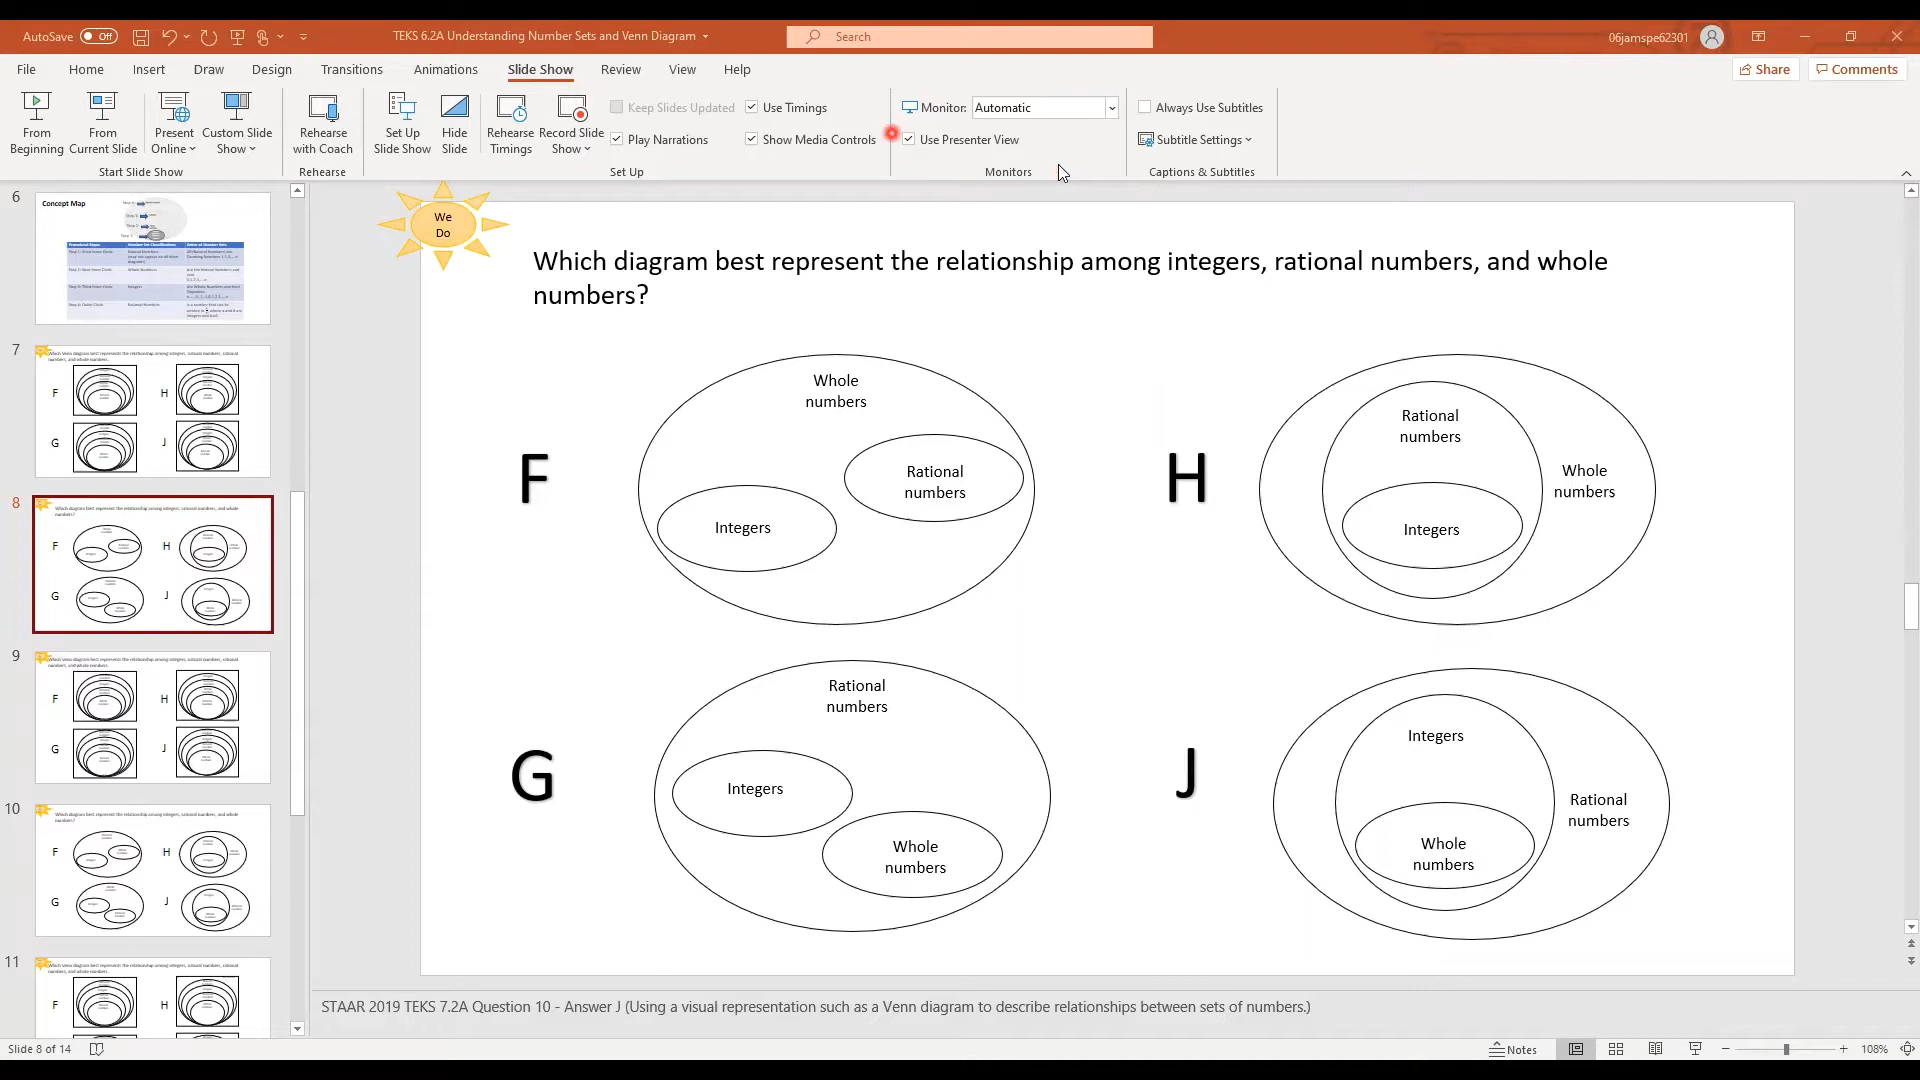 AutoSave Off
TEKS 6.2A Understanding Number Sets and Venn Diagram
Search
06jamspe62301
File Home Insert Draw Design Transitions Animations Slide Show Review View Help
Share Comments
From Beginning
From Current Slide
Present Online
Custom Slide Show
Rehearse with Coach
Set Up Slide Show
Hide Slide
Rehearse Timings
Record Slide Show
Keep Slides Updated
Use Timings
Play Narrations
Show Media Controls
Monitor: Automatic
Use Presenter View
Always Use Subtitles
Subtitle Settings
Start Slide Show
Rehearse
Set Up
Monitors
Captions & Subtitles
6
Concept Map
7
F
H
G
J
8
F
H
G
J
9
F
H
G
J
10
F
H
G
J
11
F
H
We
Do
Which diagram best represent the relationship among integers, rational numbers, and whole
numbers?
F
Whole
numbers
Rational
numbers
Integers
H
Rational
numbers
Whole
numbers
Integers
G
Rational
numbers
Integers
Whole
numbers
J
Integers
Rational
numbers
Whole
numbers
STAAR 2019 TEKS 7.2A Question 10 - Answer J (Using a visual representation such as a Venn diagram to describe relationships between sets of numbers.)
Slide 8 of 14
Notes
108%